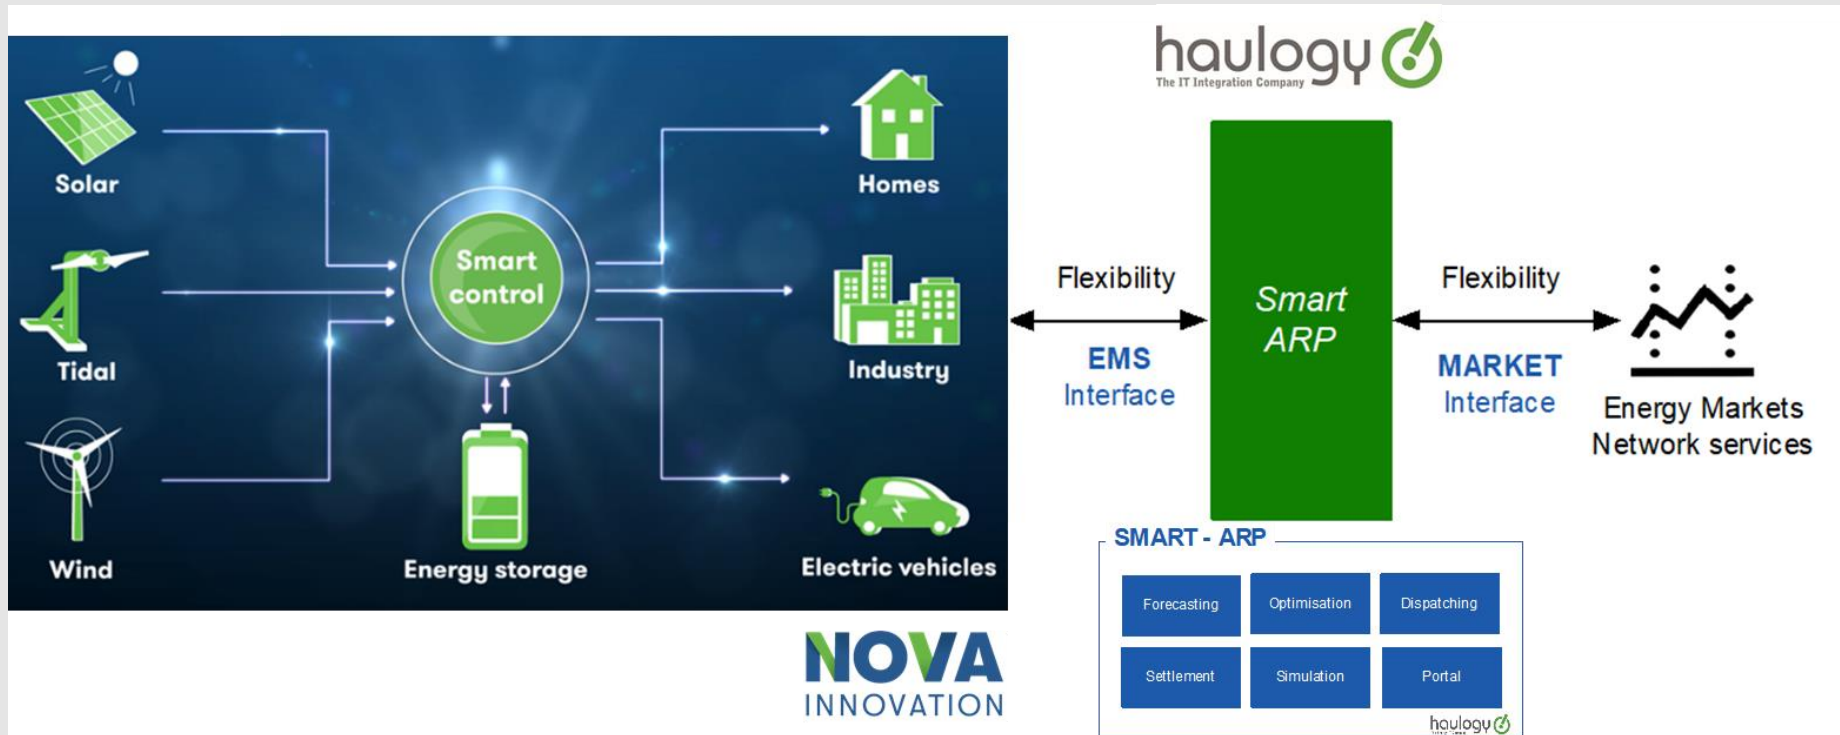 haulogy
The IT Integration Company
Solar
Tidal
Wind
Smart
control
Energy storage
Homes
Industry
Electric vehicles
NOVA
INNOVATION
Flexibility
EMS
Interface
Smart
ARP
Flexibility
MARKET
Interface
Energy Markets
Network services
SMART - ARP
Forecasting
Optimisation
Dispatching
Settlement
Simulation
Portal
haulogy